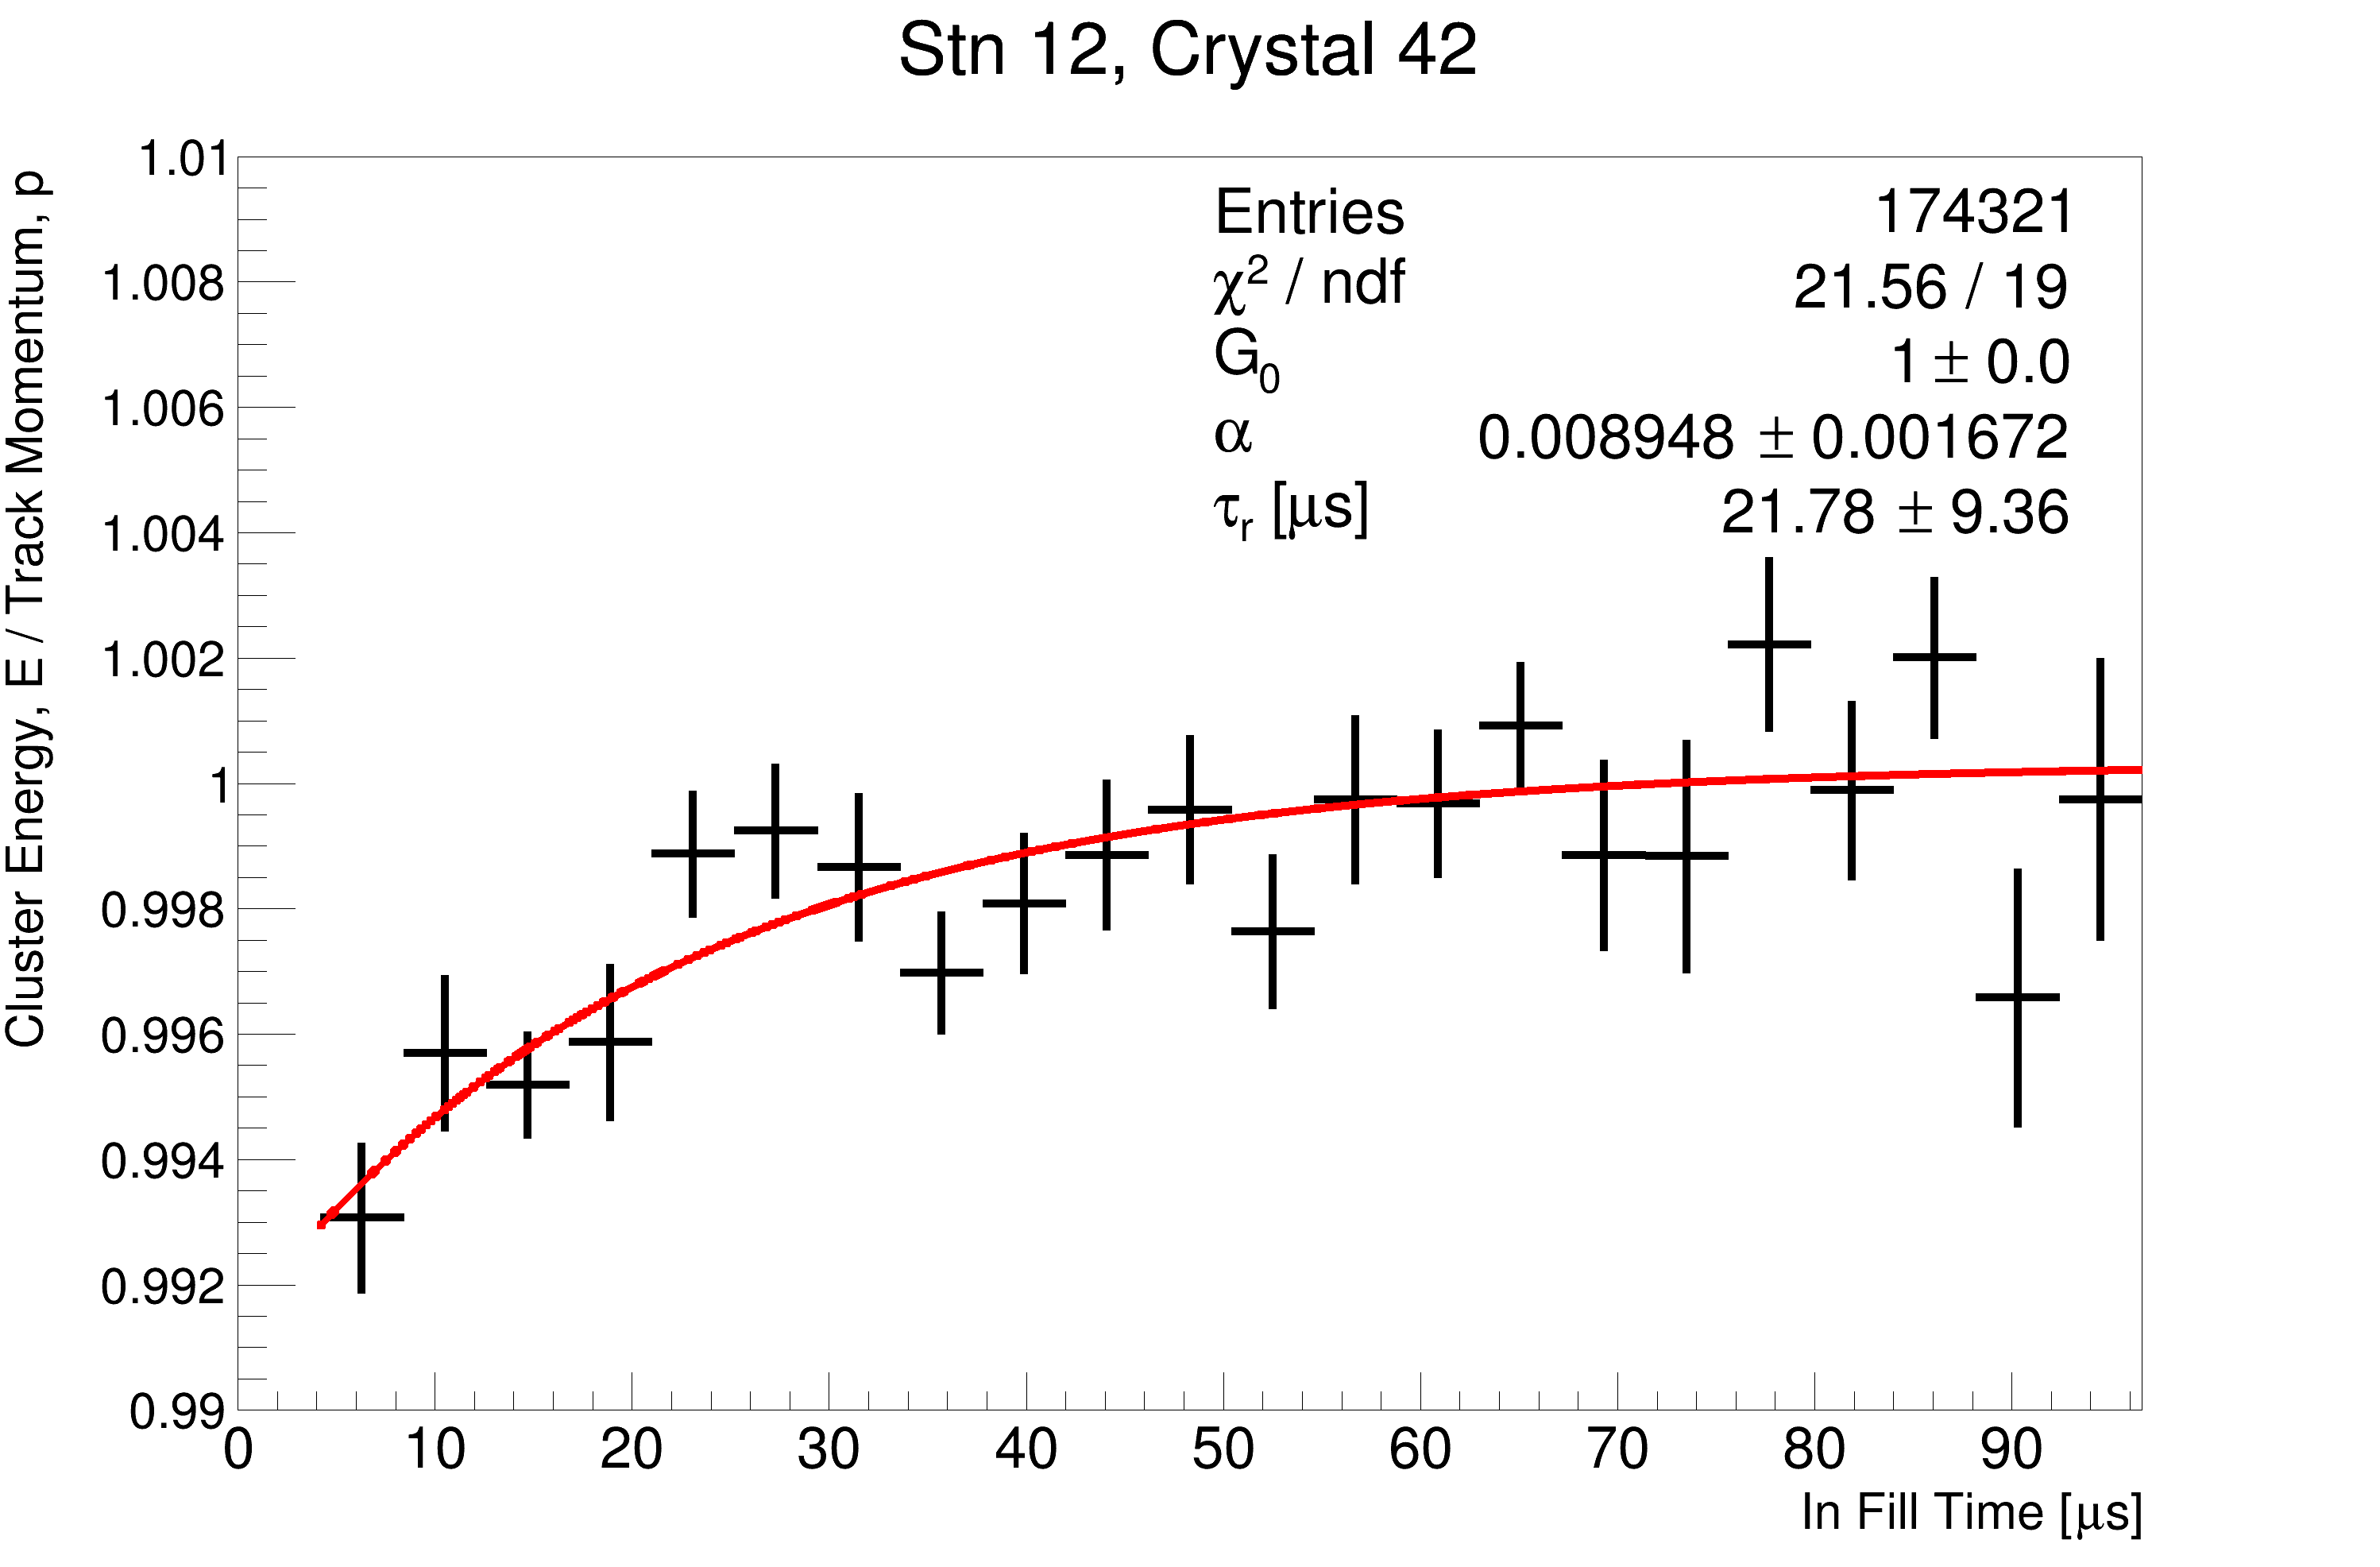 Stn 12, Crystal 42
Cluster Energy, E / Track Momentum, p
1.01
1.008
1.006
1.004
1.002
1
0.998
0.996
0.994
0.992
0.99
Entries 174321
χ² / ndf 21.56 / 19
G₀ 1 ± 0.0
α 0.008948 ± 0.001672
τᵣ [μs] 21.78 ± 9.36
0 10 20 30 40 50 60 70 80 90
In Fill Time [μs]